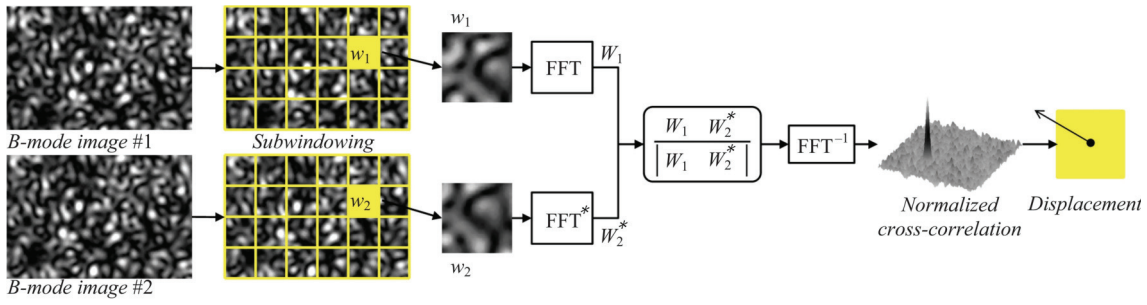 B-mode image #1
w₁
Subwindowing
w₁
FFT
W₁
B-mode image #2
w₂
w₂
FFT*
W₂*
W₁ W₂*
|W₁ W₂*|
FFT⁻¹
Normalized
cross-correlation
Displacement